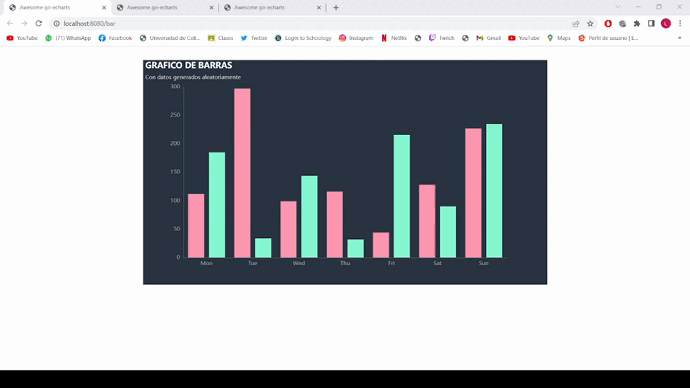 Awesome go-echarts
Awesome go-echarts
Awesome go-echarts
localhost:8080/bar
YouTube
(71) WhatsApp
Facebook
Universidad de Coli...
Clases
Twitter
Login to Schoology
Instagram
Netflix
Twitch
Gmail
YouTube
Maps
Perfil de usuario | E...
GRAFICO DE BARRAS
Con datos generados aleatoriamente
300
250
200
150
100
50
0
Mon Tue Wed Thu Fri Sat Sun